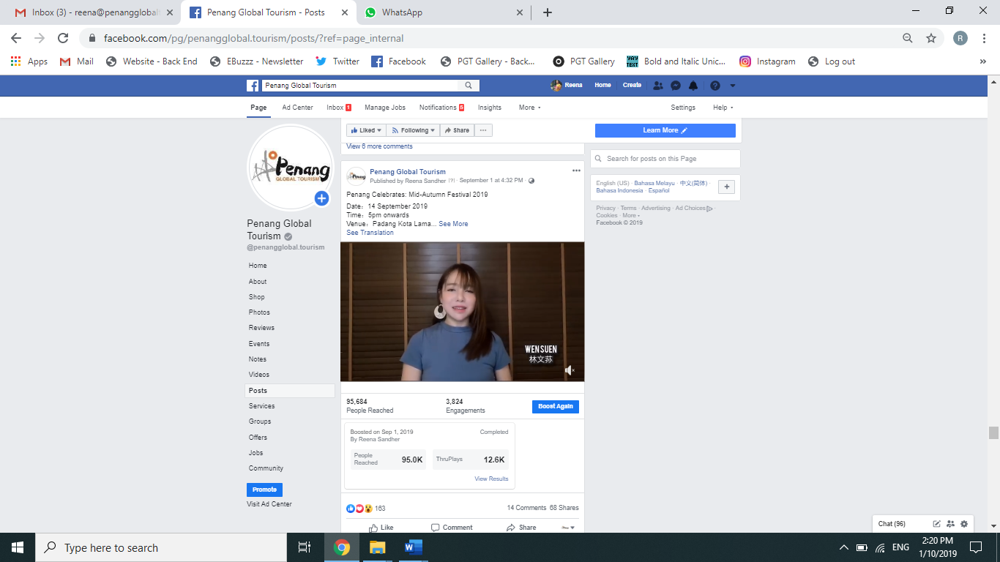 Inbox (3) - reena@penangglobalt
Penang Global Tourism - Posts
WhatsApp
facebook.com/pg/penangglobal.tourism/posts/?ref=page_internal
R
Apps
Mail
Website - Back End
EBuzzz - Newsletter
Twitter
Facebook
PGT Gallery - Back...
PGT Gallery
YAY TEXT
Bold and Italic Unic...
Instagram
Log out
Penang Global Tourism
Reena
Home
Create
Page
Ad Center
Inbox 1
Manage Jobs
Notifications 5
Insights
More
Settings
Help
Liked
Following
Share
Learn More
View 6 more comments
Search for posts on this Page
Penang
GLOBAL TOURISM
Penang Global Tourism
Published by Reena Sandher [?] · September 1 at 4:32 PM ·
Penang Celebrates: Mid-Autumn Festival 2019
Date：14 September 2019
Time：5pm onwards
Venue：Padang Kota Lama... See More
See Translation
English (US) · Bahasa Melayu · 中文(简体) ·
Bahasa Indonesia · Español
Privacy · Terms · Advertising · Ad Choices ·
Cookies · More
Facebook © 2019
Penang Global
Tourism
@penangglobal.tourism
Home
About
Shop
Photos
Reviews
Events
Notes
Videos
Posts
Services
Groups
Offers
Jobs
Community
Promote
Visit Ad Center
WEN SUEN
林文荪
95,684
People Reached
3,824
Engagements
Boost Again
Boosted on Sep 1, 2019
By Reena Sandher
Completed
People
Reached
95.0K
ThruPlays
12.6K
View Results
163
14 Comments 68 Shares
Like
Comment
Share
Chat (96)
Type here to search
ENG
2:20 PM
1/10/2019